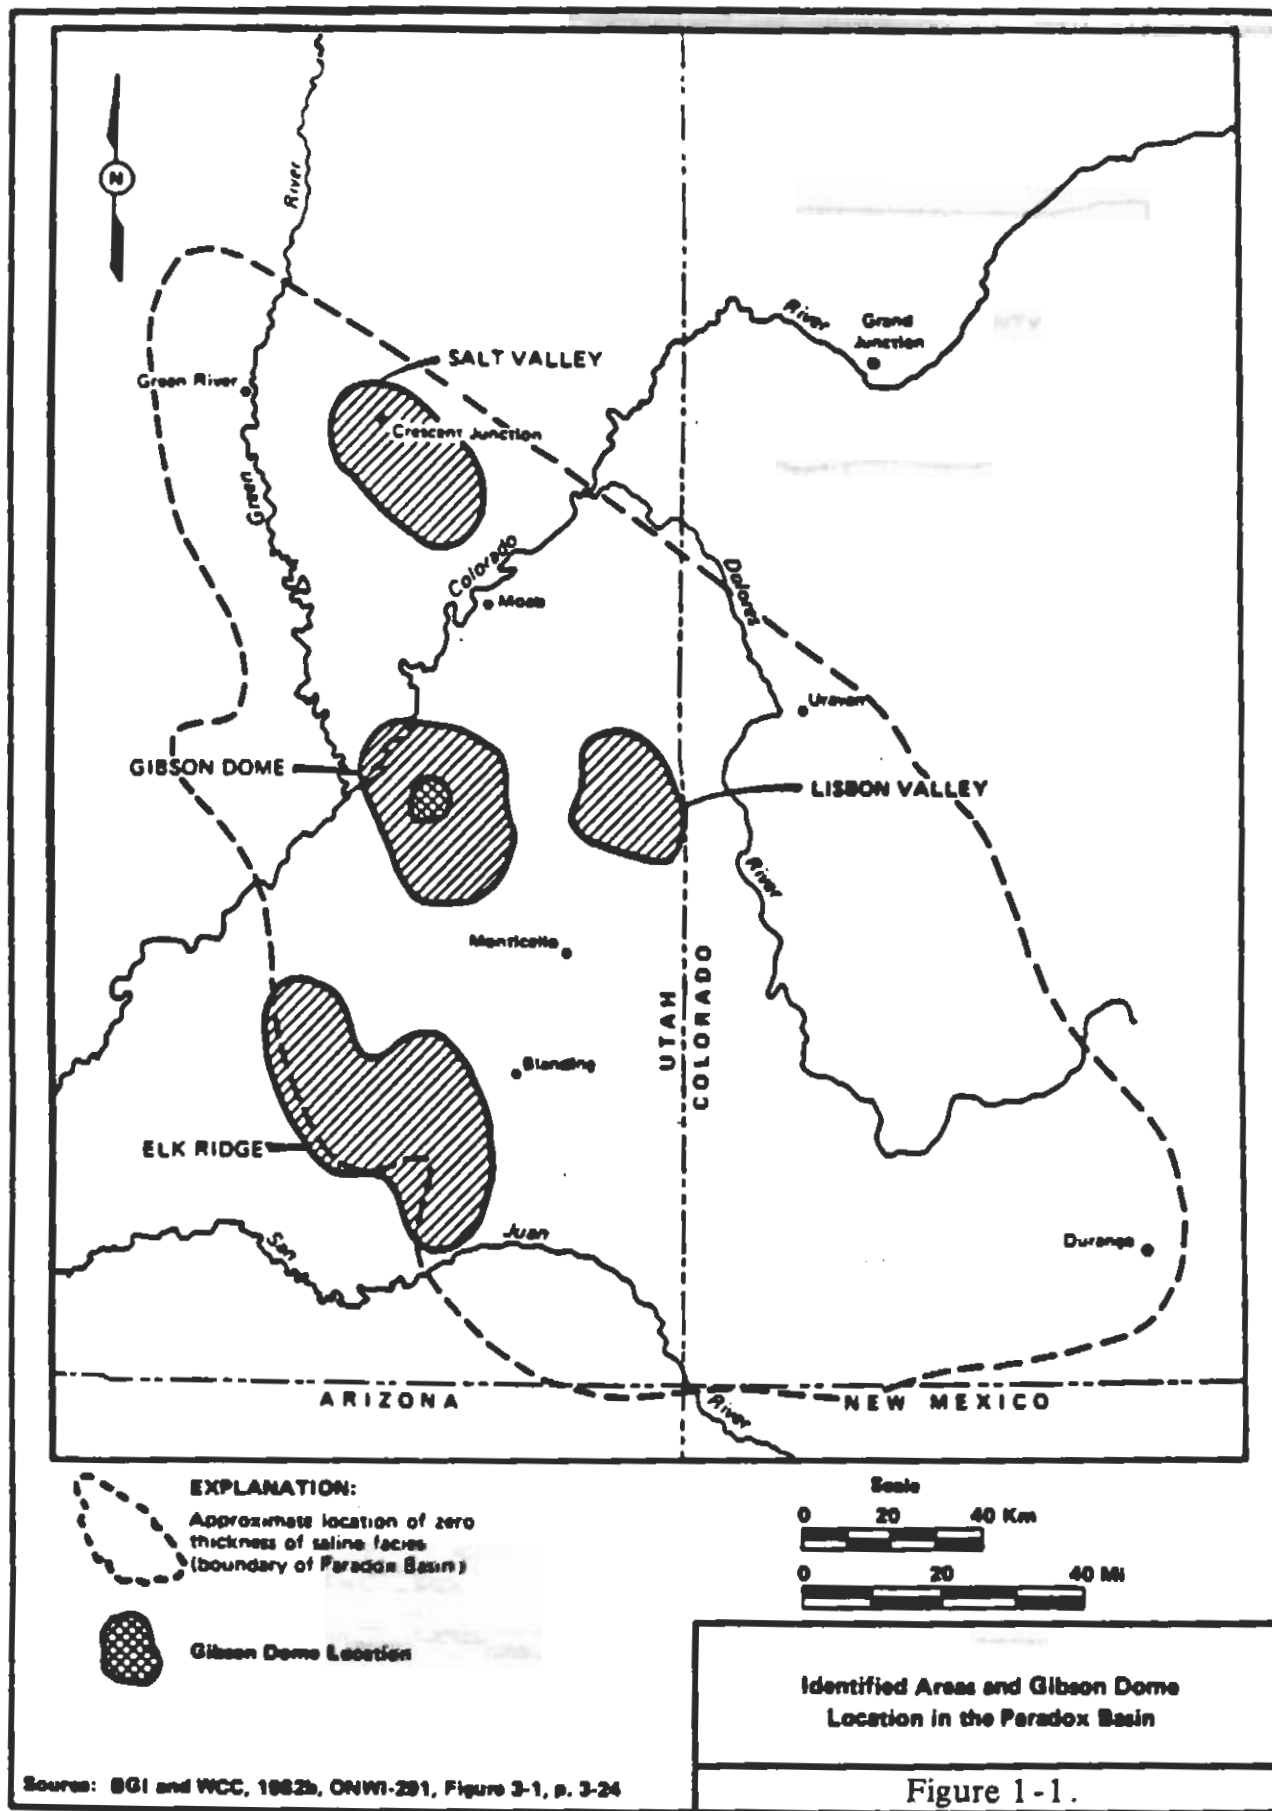 N
River
Grand
Junction
River
SALT VALLEY
Green River
Crescent Junction
Green
Colorado
Moab
Dolores
Uravan
GIBSON DOME
LISBON VALLEY
River
Monticello
UTAH
COLORADO
Blanding
ELK RIDGE
San
Juan
Durango
ARIZONA
NEW MEXICO
River
EXPLANATION:
Approximate location of zero
thickness of saline facies
(boundary of Paradox Basin)
Gibson Dome Location
Scale
0 20 40 Km
0 20 40 Mi
Identified Areas and Gibson Dome
Location in the Paradox Basin
Source: BGI and WCC, 1982b, ONWI-291, Figure 3-1, p. 3-24
Figure 1-1.